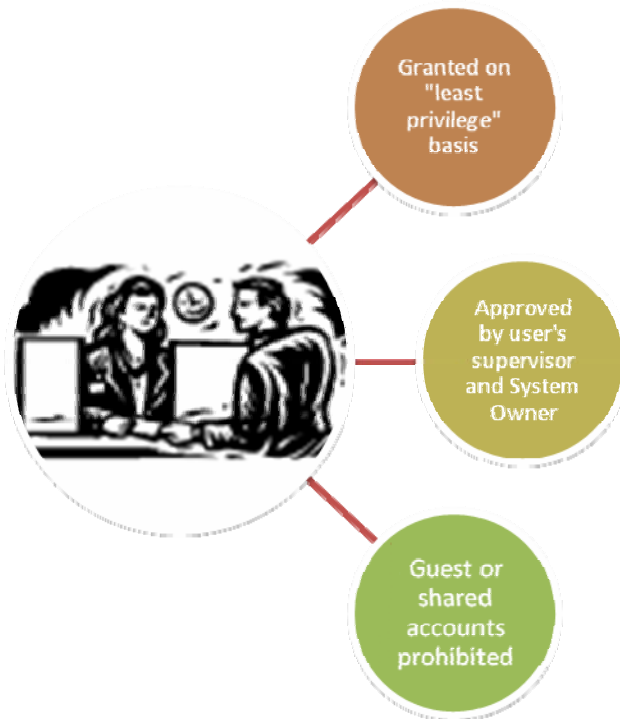 Granted on
"least
privilege"
basis
Approved
by user's
supervisor
and System
Owner
Guest or
shared
accounts
prohibited